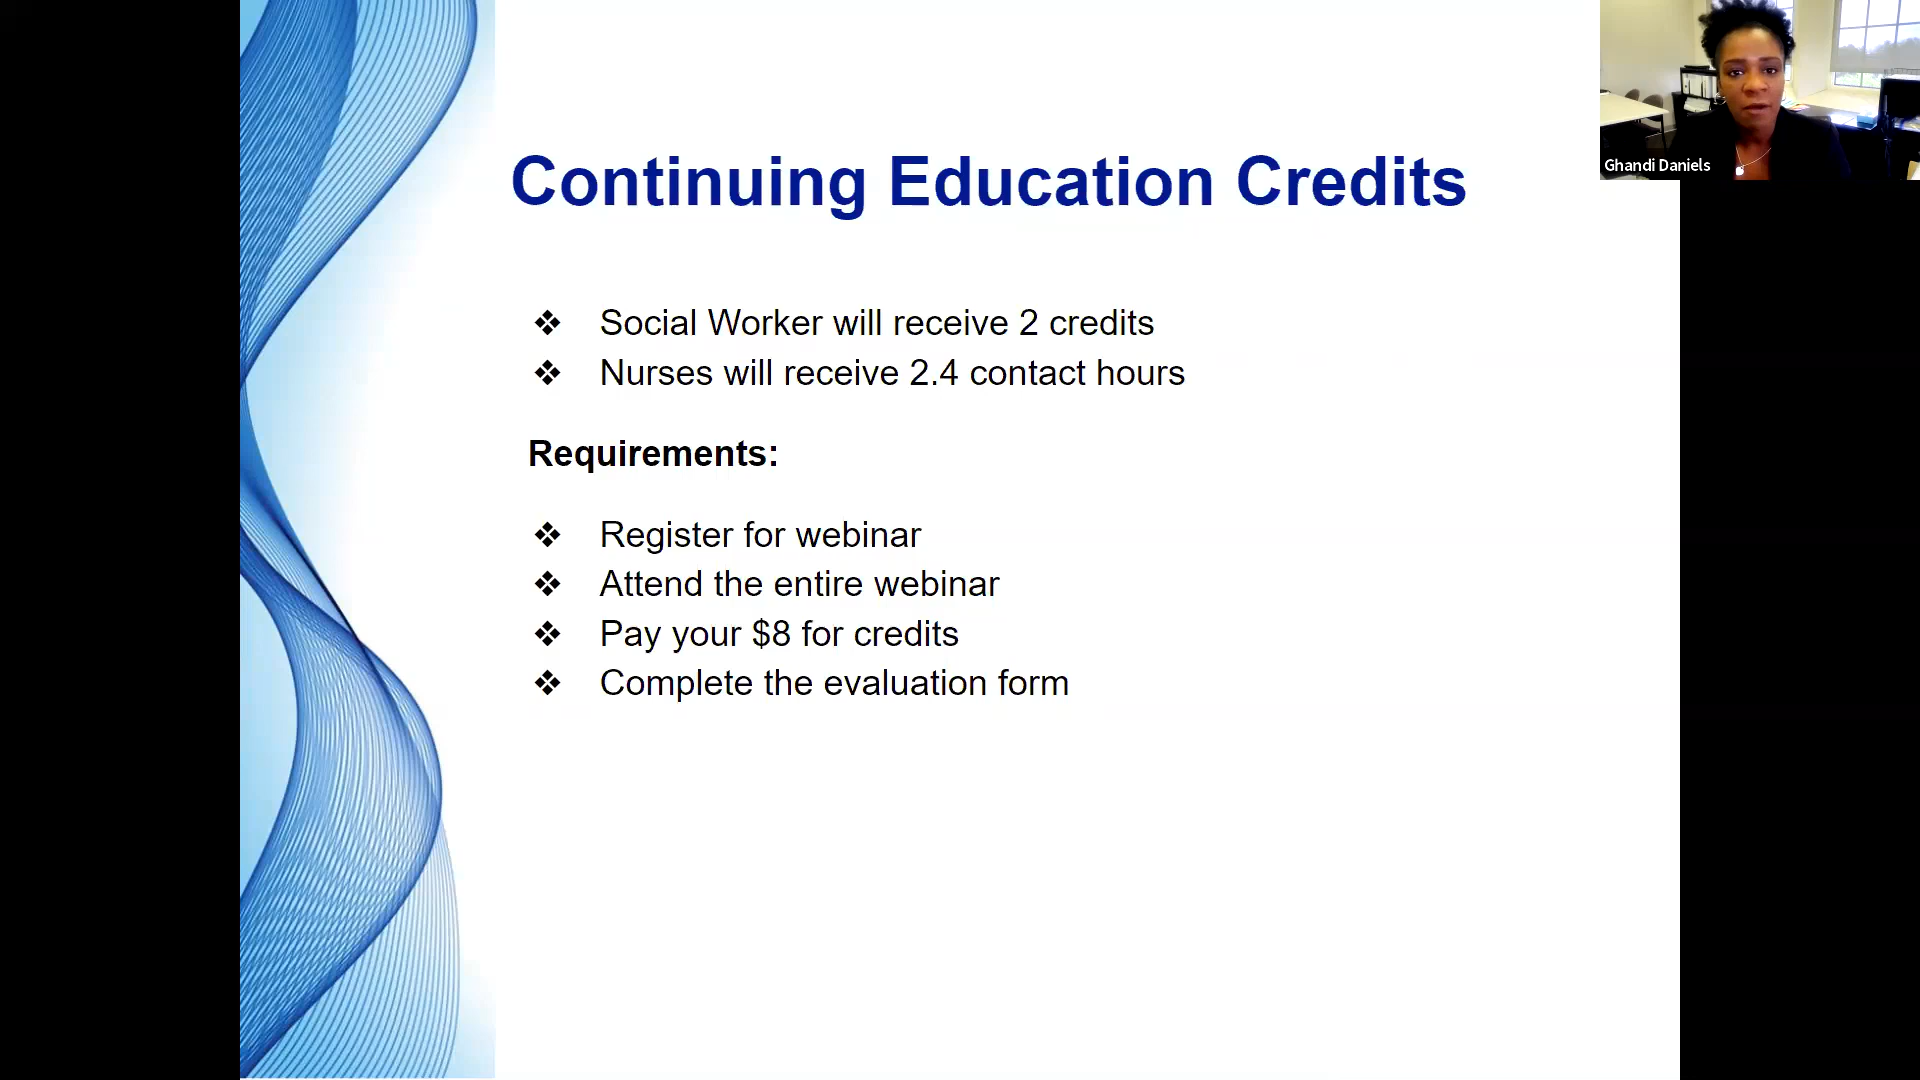 Continuing Education Credits
❖ Social Worker will receive 2 credits
❖ Nurses will receive 2.4 contact hours
Requirements:
❖ Register for webinar
❖ Attend the entire webinar
❖ Pay your $8 for credits
❖ Complete the evaluation form
Ghandi Daniels